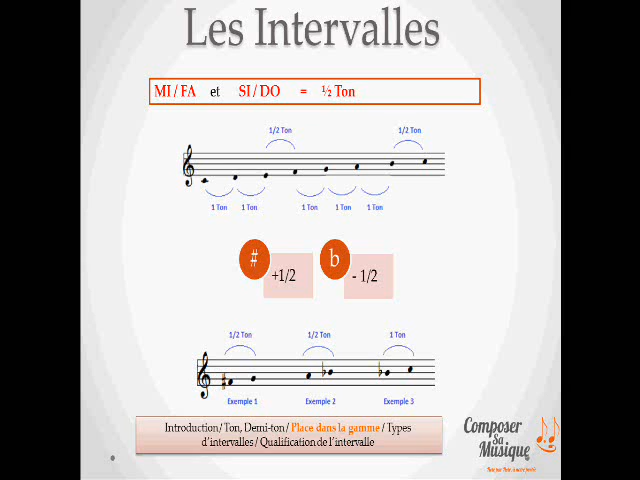 Les Intervalles
MI / FA et SI / DO = ½ Ton
1/2 Ton 1/2 Ton
1 Ton 1 Ton 1 Ton 1 Ton 1 Ton
# b
+1/2 - 1/2
1/2 Ton 1/2 Ton 1 Ton
Exemple 1 Exemple 2 Exemple 3
Introduction / Ton, Demi-ton / Place dans la gamme / Types
d'intervalles / Qualification de l'intervalle
Composer
Sa
Musique